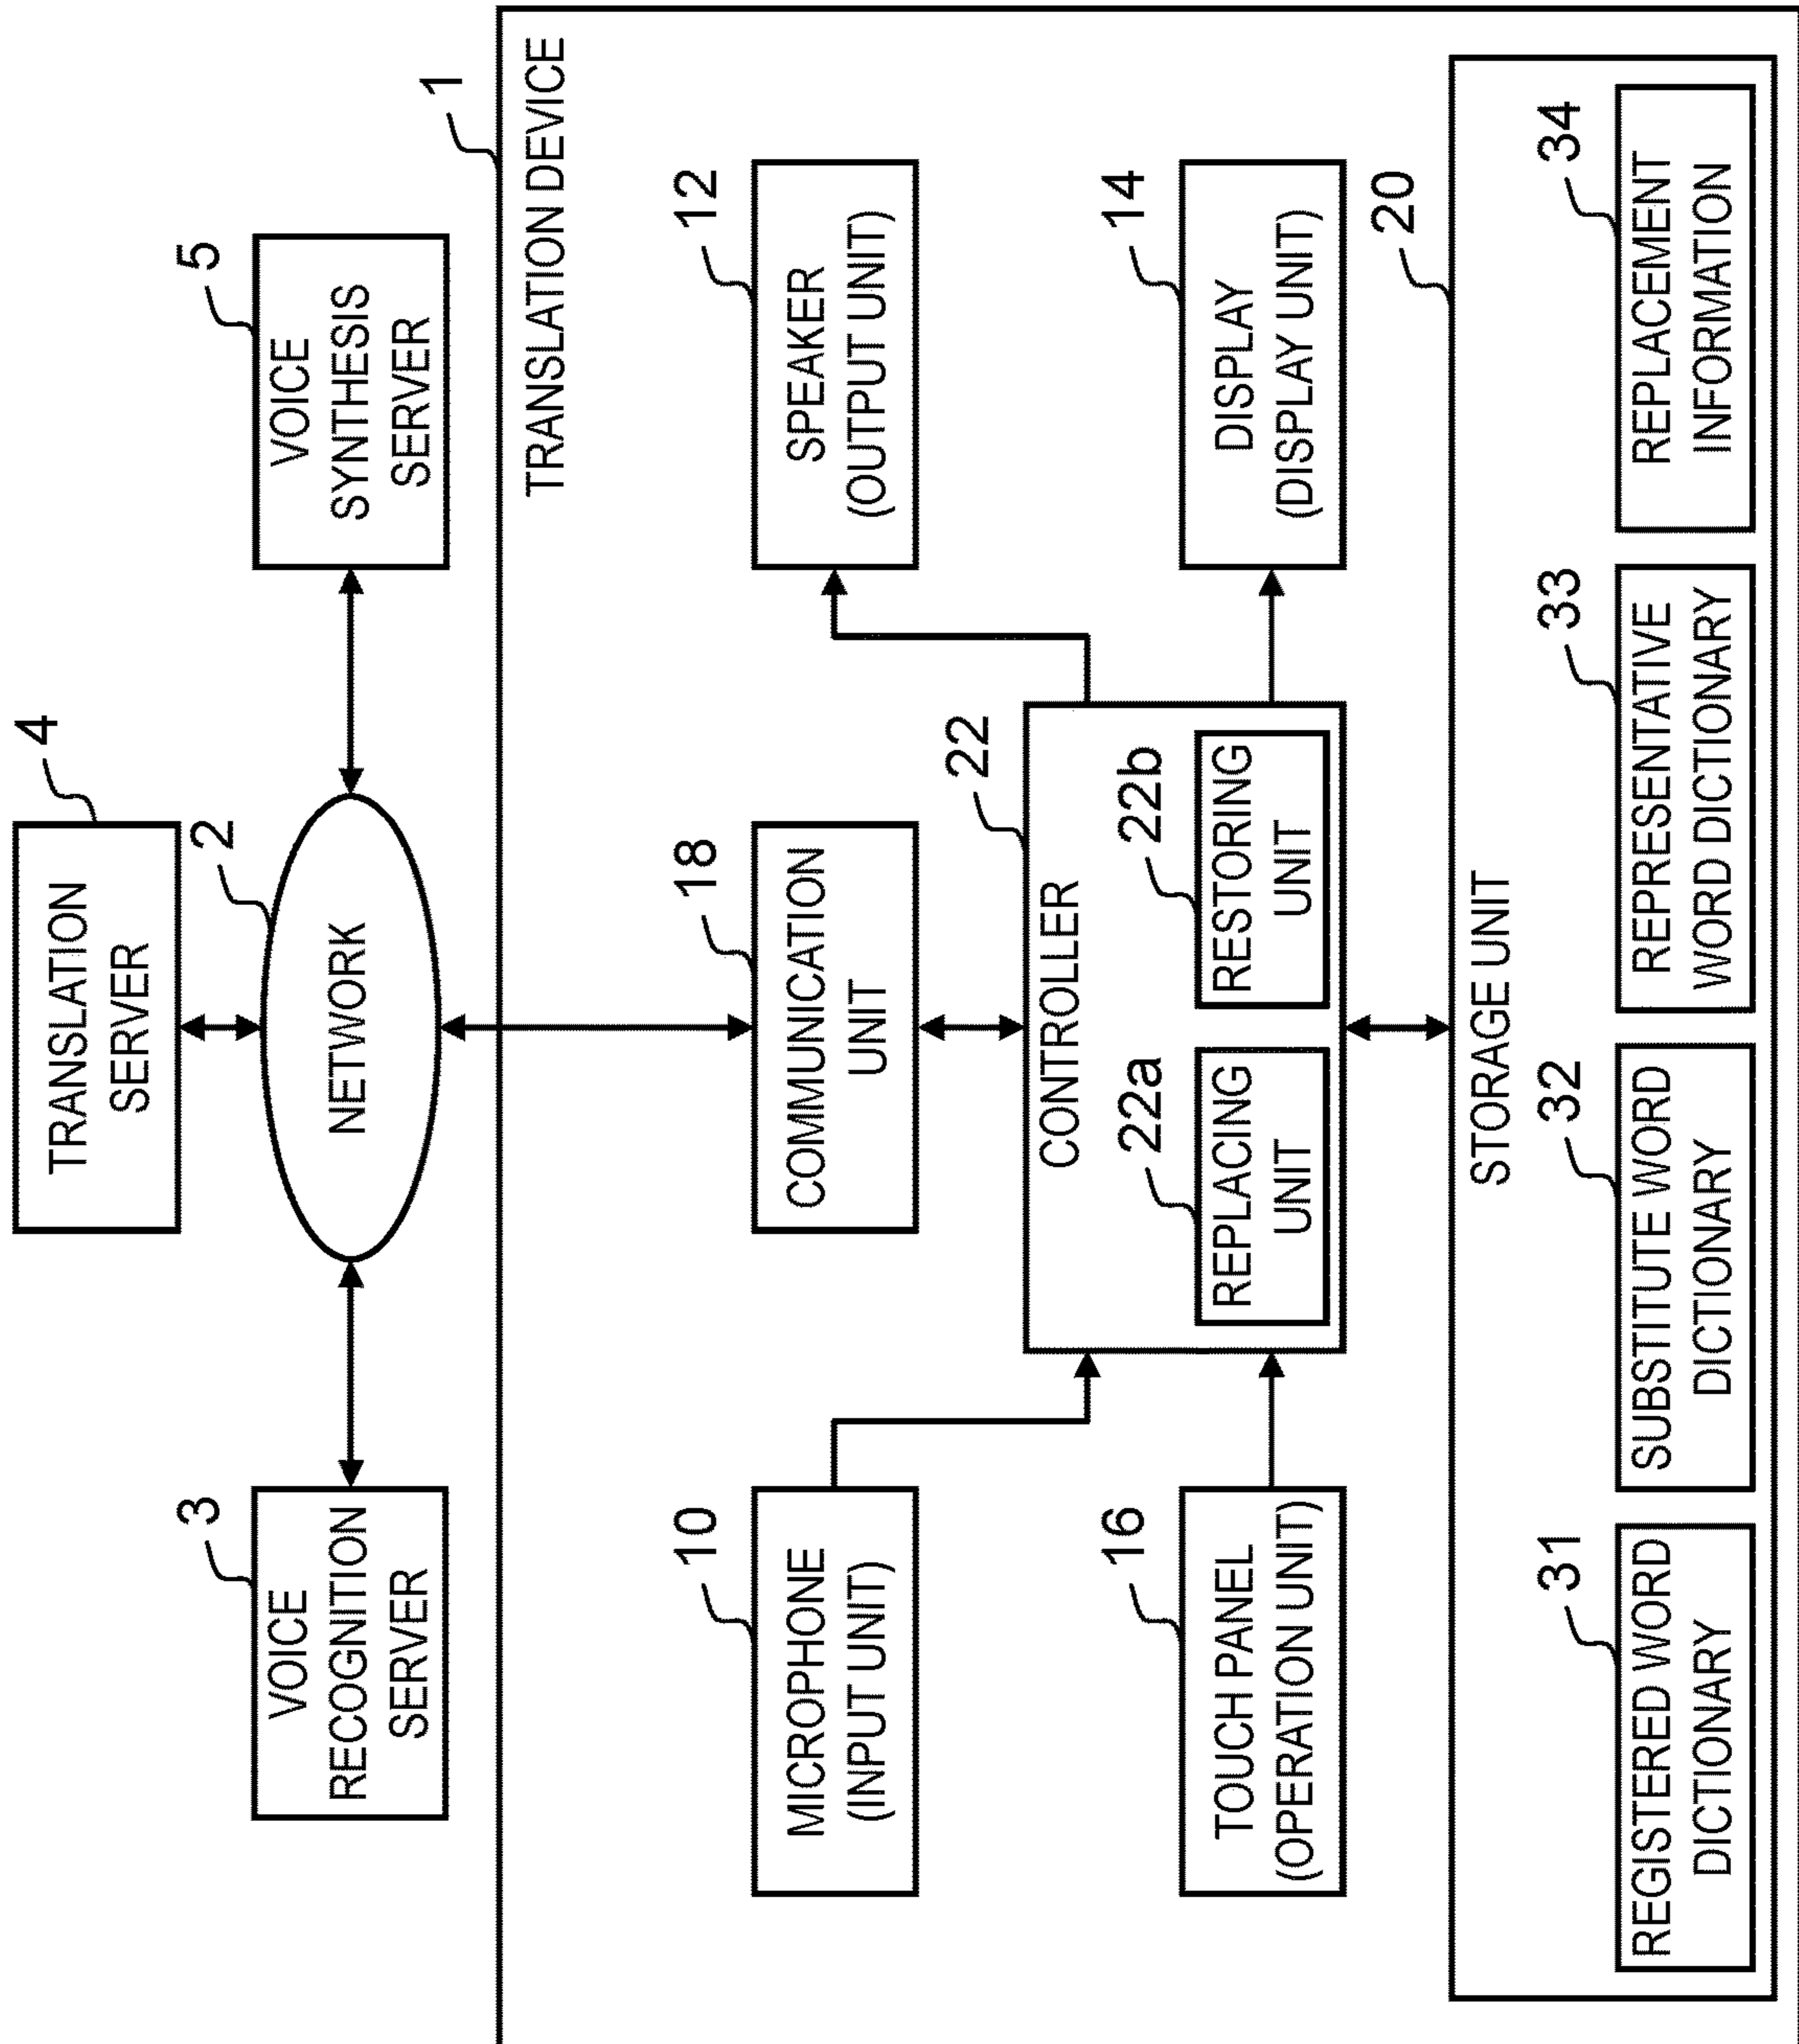 4
TRANSLATION
SERVER
3
VOICE
RECOGNITION
SERVER
2
NETWORK
5
VOICE
SYNTHESIS
SERVER
1
TRANSLATION DEVICE
10
MICROPHONE
(INPUT UNIT)
18
COMMUNICATION
UNIT
12
SPEAKER
(OUTPUT UNIT)
22
CONTROLLER
22a
REPLACING
UNIT
22b
RESTORING
UNIT
16
TOUCH PANEL
(OPERATION UNIT)
14
DISPLAY
(DISPLAY UNIT)
20
STORAGE UNIT
31
REGISTERED WORD
DICTIONARY
32
SUBSTITUTE WORD
DICTIONARY
33
REPRESENTATIVE
WORD DICTIONARY
34
REPLACEMENT
INFORMATION